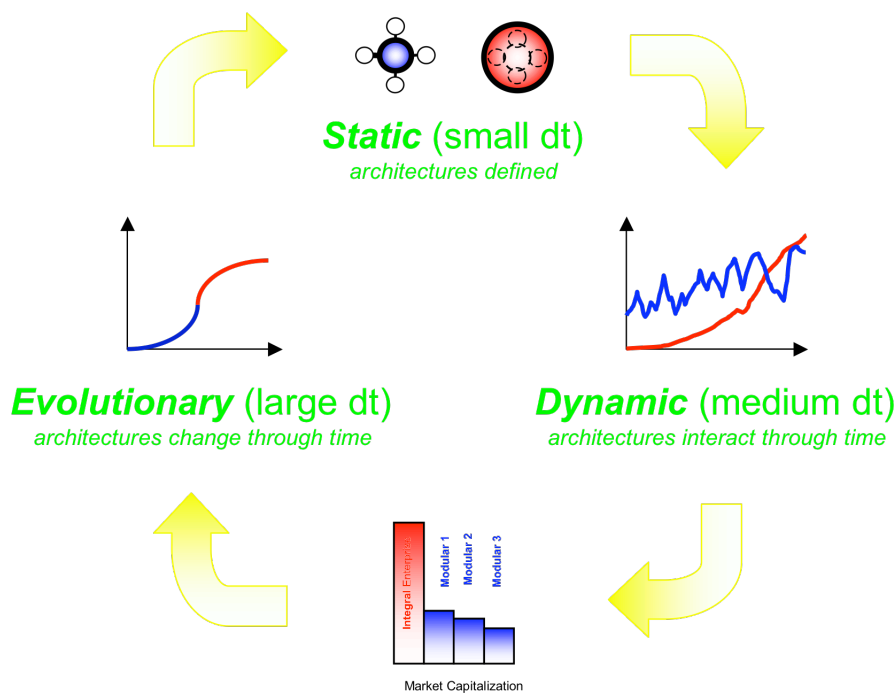 Static (small dt)
architectures defined
Evolutionary (large dt)
architectures change through time
Dynamic (medium dt)
architectures interact through time
Integral Enterprise
Modular 1
Modular 2
Modular 3
Market Capitalization